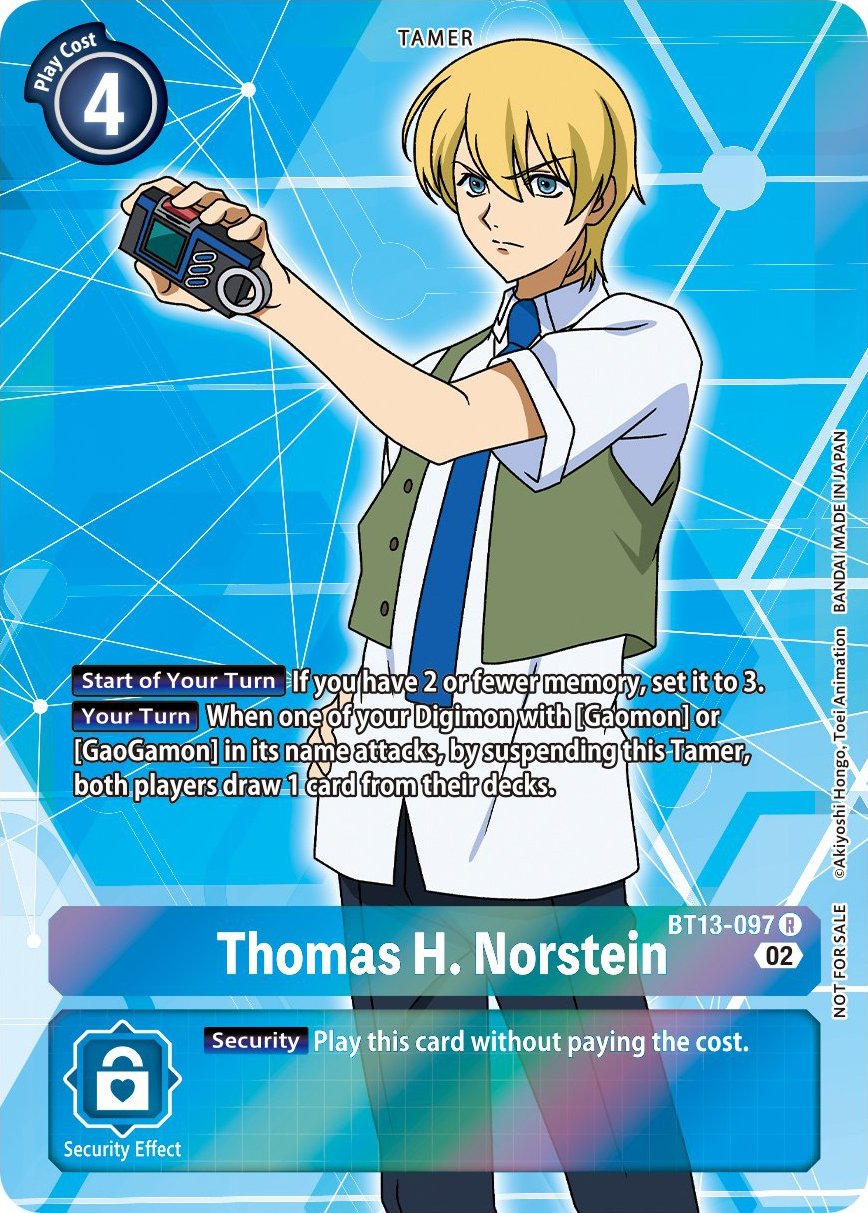 TAMER
Play Cost
4
Start of Your Turn If you have 2 or fewer memory, set it to 3.
Your Turn When one of your Digimon with [Gaomon] or
[GaoGamon] in its name attacks, by suspending this Tamer,
both players draw 1 card from their decks.
BT13-097 R
Thomas H. Norstein
02
Security Play this card without paying the cost.
Security Effect
NOT FOR SALE ©Akiyoshi Hongo, Toei Animation BANDAI MADE IN JAPAN